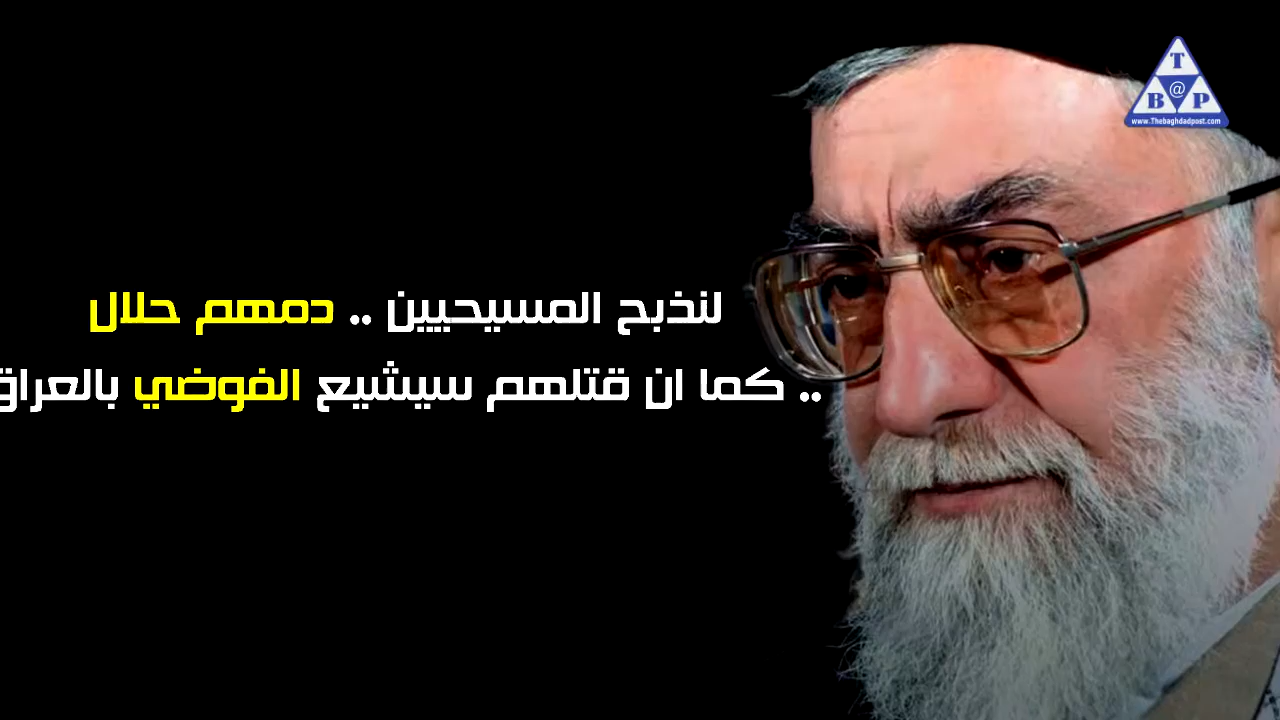 T
@
B P
www.Thebaghdadpost.com
لنذبح المسيحيين .. دمهم حلال
.. كما ان قتلهم سيشيع الفوضي بالعراق